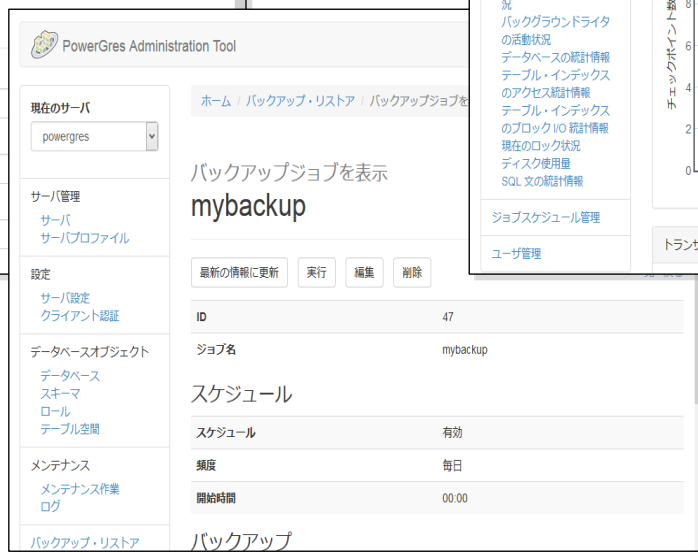 PowerGres Administration Tool
現在のサーバ
powergres
サーバ管理
サーバ
サーバプロファイル
設定
サーバ設定
クライアント認証
データベースオブジェクト
データベース
スキーマ
ロール
テーブル空間
メンテナンス
メンテナンス作業
ログ
バックアップ・リストア
ホーム / バックアップ・リストア / バックアップジョブを
バックアップジョブを表示
mybackup
最新の情報に更新 実行 編集 削除
ID 47
ジョブ名 mybackup
スケジュール
スケジュール 有効
頻度 毎日
開始時間 00:00
バックアップ
況
バックグラウンドライタ
の活動状況
データベースの統計情報
テーブル・インデックス
のアクセス統計情報
テーブル・インデックス
のブロック I/O 統計情報
現在のロック状況
ディスク使用量
SQL 文の統計情報
ジョブスケジュール管理
ユーザ管理
チェックポイント数
8
6
4
2
0
トランザ